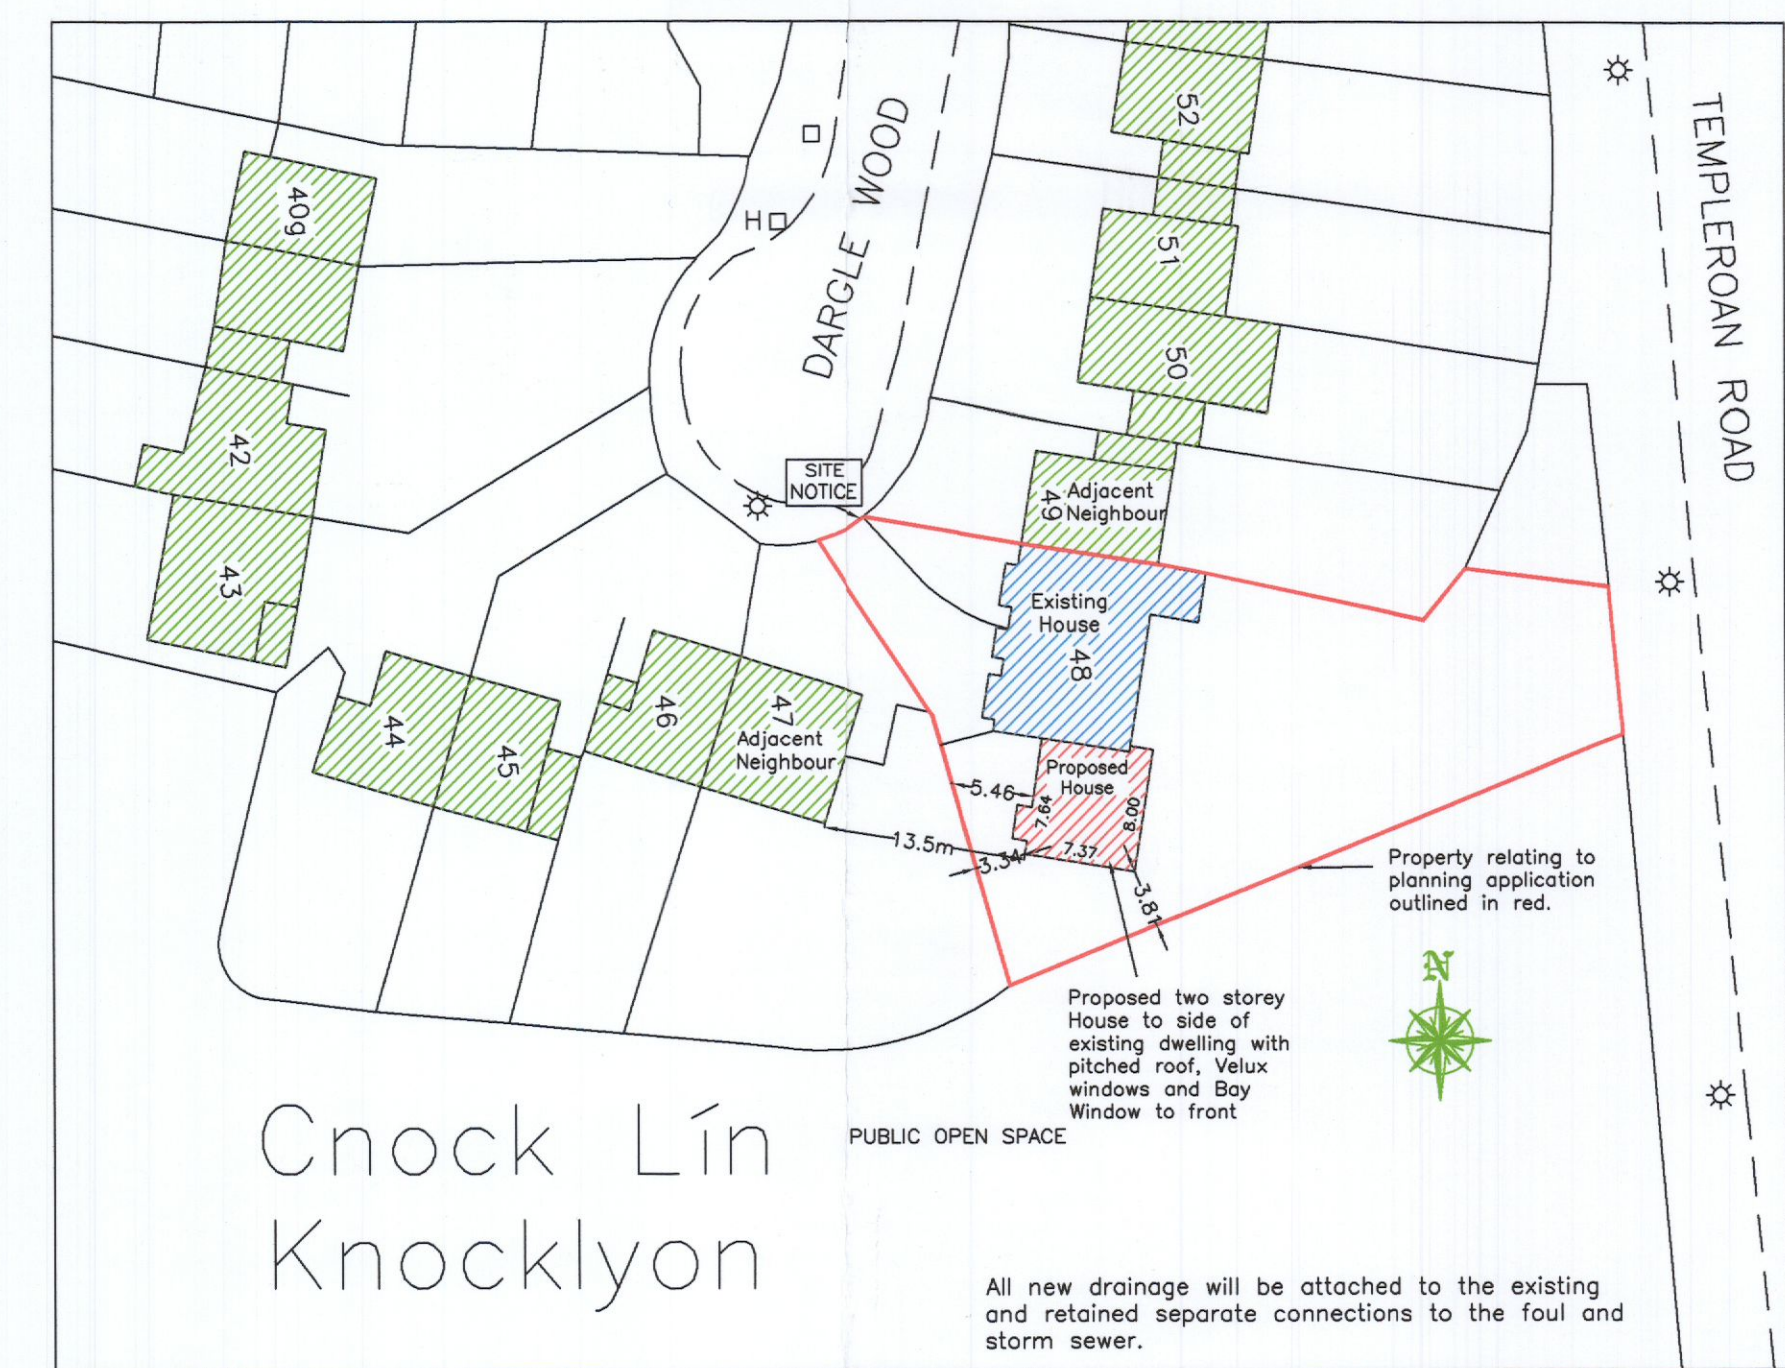 52
TEMPLEROAN ROAD
DARGLE WOOD
40g
H
51
50
42
SITE
NOTICE
49
Adjacent
Neighbour
43
Existing
House
48
46
47
Adjacent
Neighbour
44
45
Proposed
House
5.46
7.64
8.00
13.5m
3.34
7.37
3.81
Property relating to
planning application
outlined in red.
N
Proposed two storey
House to side of
existing dwelling with
pitched roof, Velux
windows and Bay
Window to front
Cnock Lín
Knocklyon
PUBLIC OPEN SPACE
All new drainage will be attached to the existing
and retained separate connections to the foul and
storm sewer.